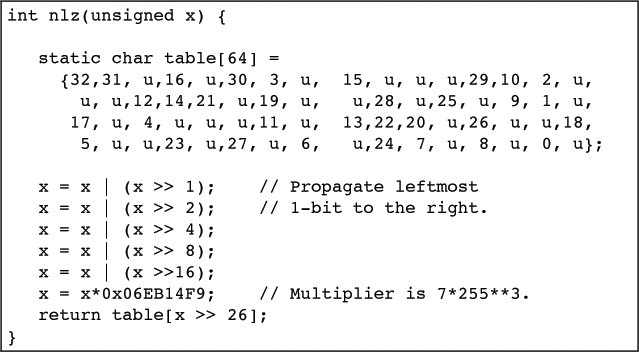 int nlz(unsigned x) {
static char table[64] =
{32,31, u,16, u,30, 3, u, 15, u, u, u,29,10, 2, u,
u, u,12,14,21, u,19, u, u,28, u,25, u, 9, 1, u,
17, u, 4, u, u, u,11, u, 13,22,20, u,26, u, u,18,
5, u, u,23, u,27, u, 6, u,24, 7, u, 8, u, 0, u};
x = x | (x >> 1); // Propagate leftmost
x = x | (x >> 2); // 1-bit to the right.
x = x | (x >> 4);
x = x | (x >> 8);
x = x | (x >>16);
x = x*0x06EB14F9; // Multiplier is 7*255**3.
return table[x >> 26];
}